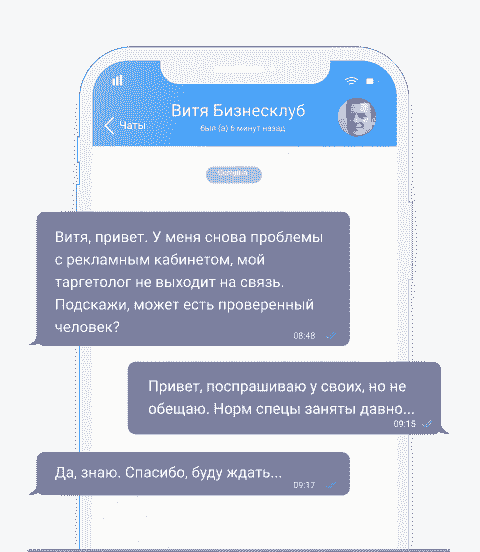 Витя Бизнесклуб
был (а) 6 минут назад
Чаты
Витя, привет. У меня снова проблемы
с рекламным кабинетом, мой
таргетолог не выходит на связь.
Подскажи, может есть проверенный
человек?
08:48
Привет, поспрашиваю у своих, но не
обещаю. Норм спецы заняты давно...
09:15
Да, знаю. Спасибо, буду ждать...
09:17